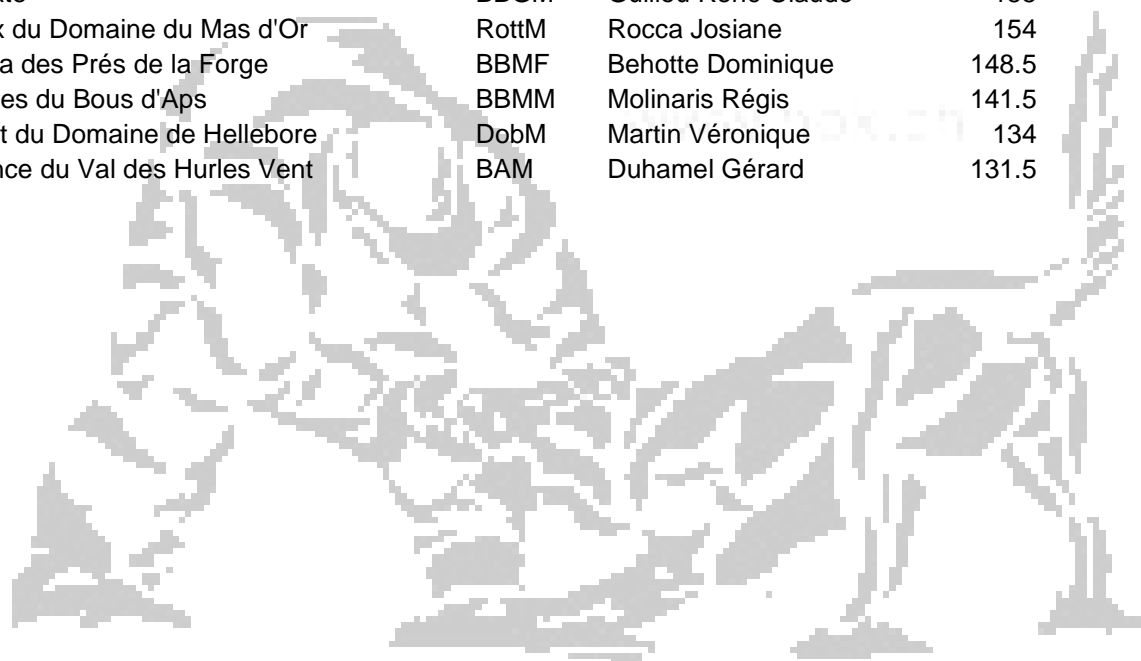 x du Domaine du Mas d'Or RottM Rocca Josiane 154
a des Prés de la Forge BBMF Behotte Dominique 148.5
es du Bous d'Aps BBMM Molinaris Régis 141.5
t du Domaine de Hellebore DobM Martin Véronique 134
nce du Val des Hurles Vent BAM Duhamel Gérard 131.5